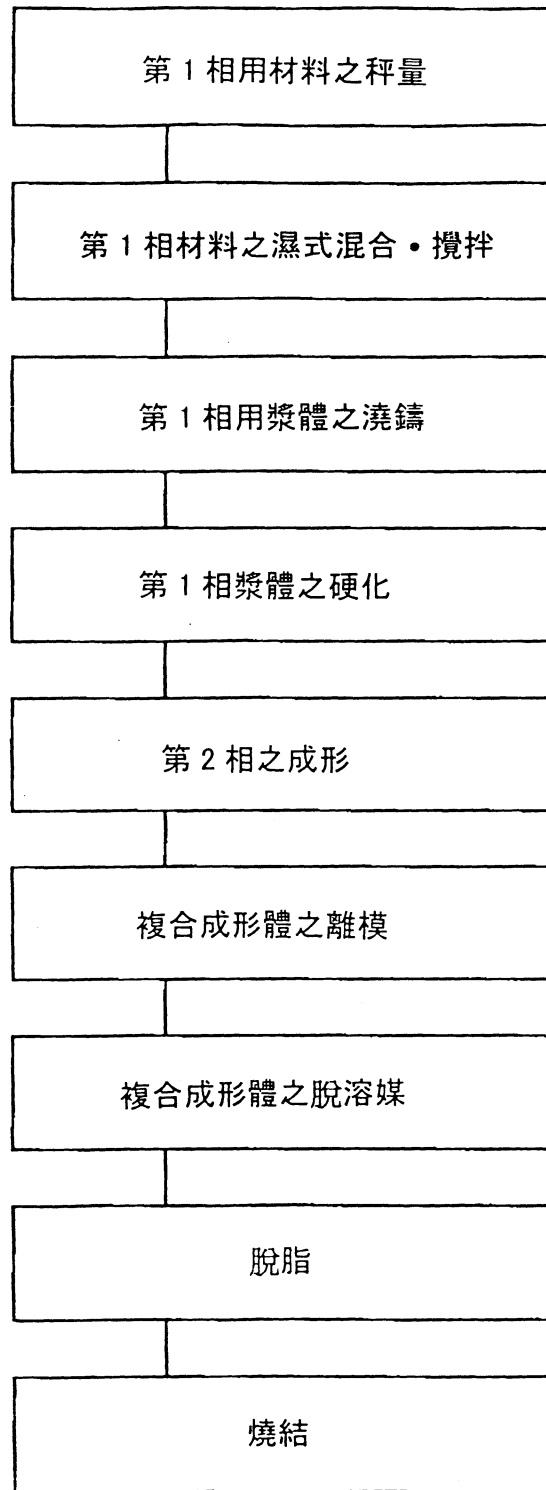 第1相用材料之秤量
第1相材料之濕式混合•攪拌
第1相用漿體之澆鑄
第1相漿體之硬化
第2相之成形
複合成形體之離模
複合成形體之脫溶媒
脫脂
燒結